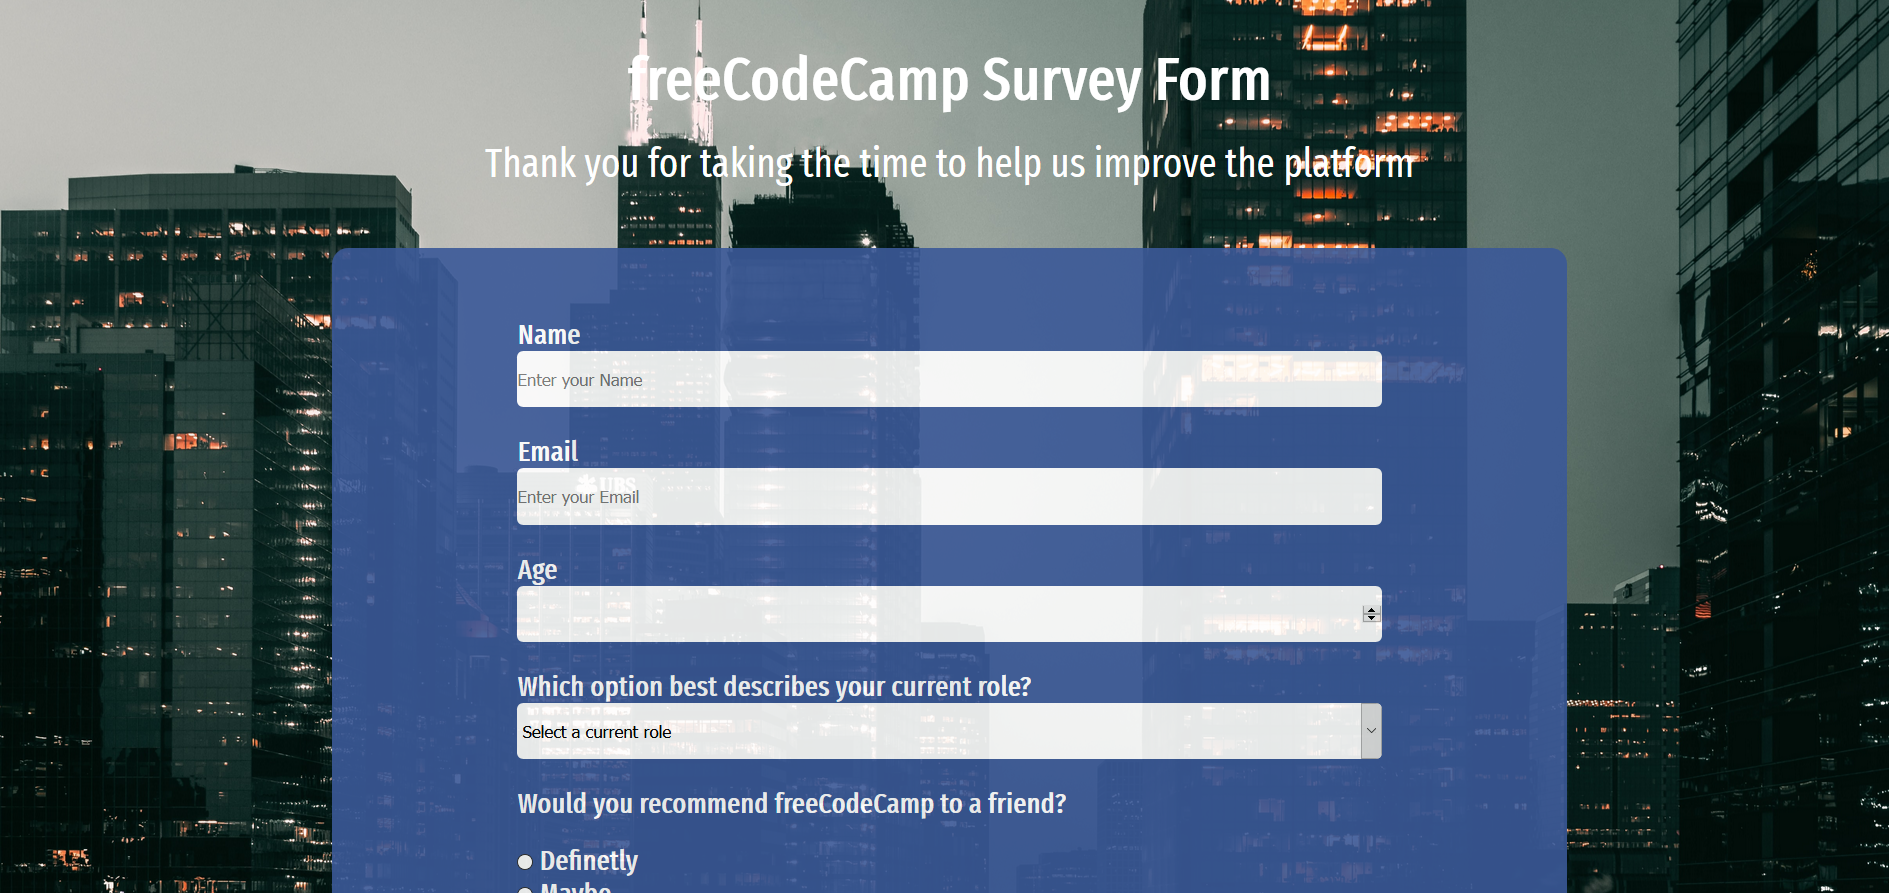 freeCodeCamp Survey Form
Thank you for taking the time to help us improve the platform
Name
Enter your Name
Email
UBS
Enter your Email
Age
Which option best describes your current role?
Select a current role
Would you recommend freeCodeCamp to a friend?
Definetly
Maybe